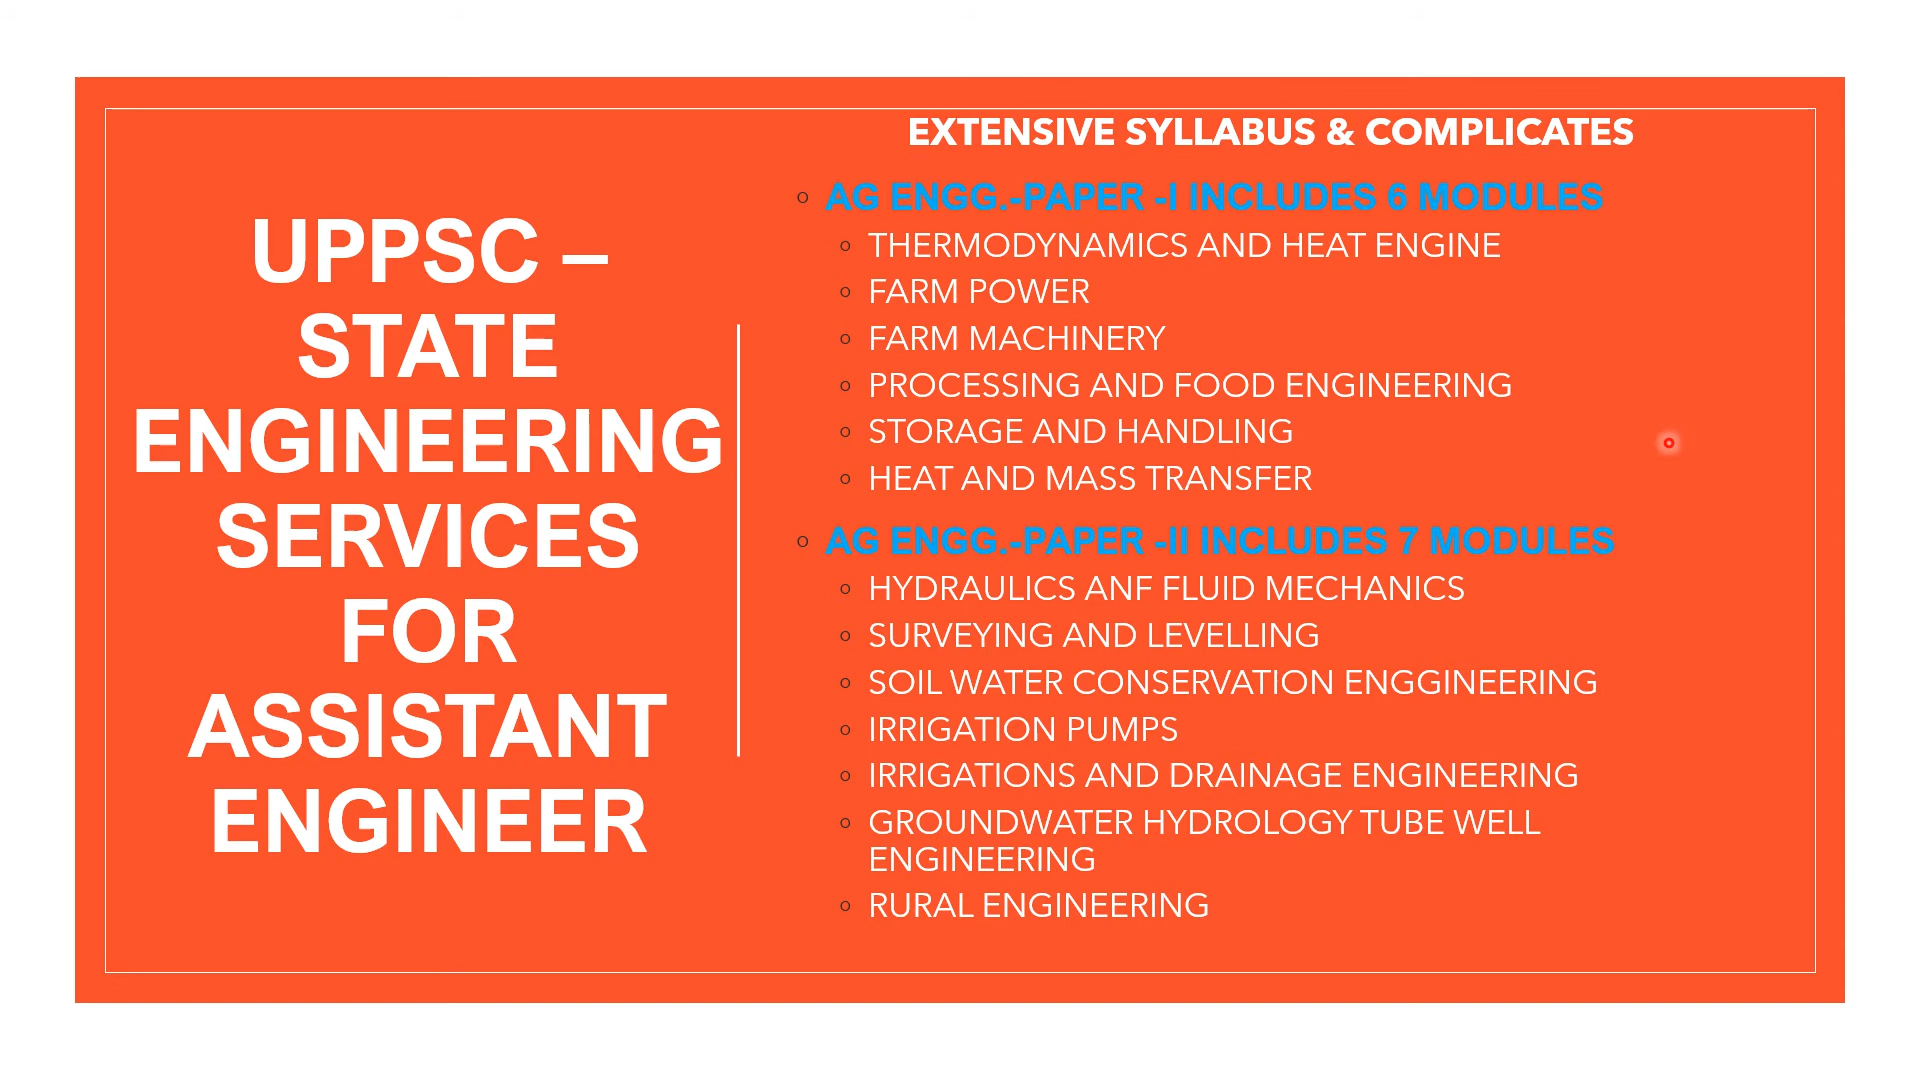 UPPSC –
STATE
ENGINEERING
SERVICES
FOR
ASSISTANT
ENGINEER
EXTENSIVE SYLLABUS & COMPLICATES
AG ENGG.-PAPER -I INCLUDES 6 MODULES
THERMODYNAMICS AND HEAT ENGINE
FARM POWER
FARM MACHINERY
PROCESSING AND FOOD ENGINEERING
STORAGE AND HANDLING
HEAT AND MASS TRANSFER
AG ENGG.-PAPER -II INCLUDES 7 MODULES
HYDRAULICS ANF FLUID MECHANICS
SURVEYING AND LEVELLING
SOIL WATER CONSERVATION ENGGINEERING
IRRIGATION PUMPS
IRRIGATIONS AND DRAINAGE ENGINEERING
GROUNDWATER HYDROLOGY TUBE WELL
ENGINEERING
RURAL ENGINEERING